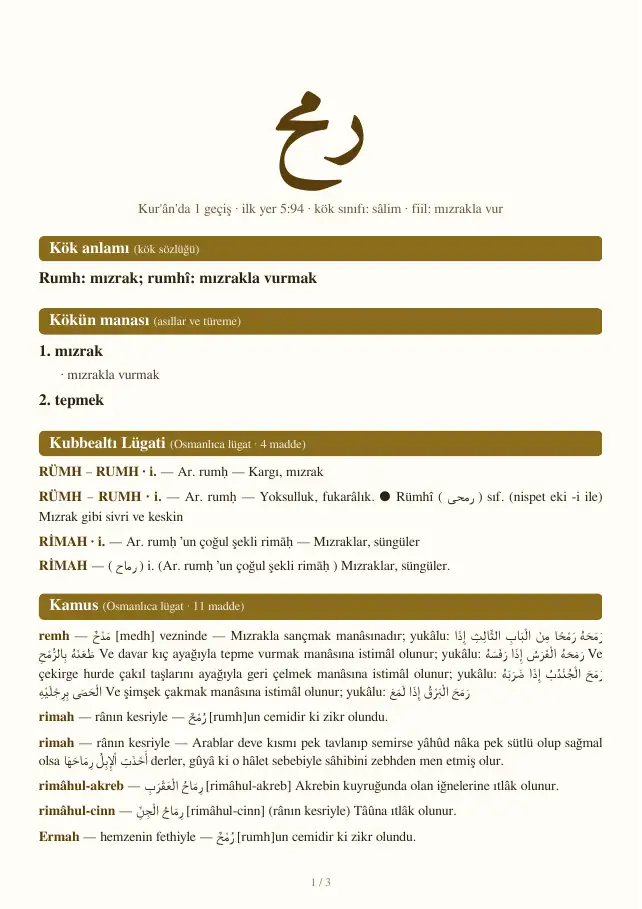 رمح
Kur'ân'da 1 geçiş · ilk yer 5:94 · kök sınıfı: sâlim · fiil: mızrakla vur
Kök anlamı (kök sözlüğü)
Rumh: mızrak; rumhî: mızrakla vurmak
Kökün manası (asıllar ve türeme)
1. mızrak
· mızrakla vurmak
2. tepmek
Kubbealtı Lügati (Osmanlıca lügat · 4 madde)
RÜMH – RUMH · i. — Ar. rumḥ — Kargı, mızrak
RÜMH – RUMH · i. — Ar. rumḥ — Yoksulluk, fukarâlık. ● Rümhî ( رمحى ) sıf. (nispet eki -i ile)
Mızrak gibi sivri ve keskin
RİMAH · i. — Ar. rumḥ 'un çoğul şekli rimāḥ — Mızraklar, süngüler
RİMAH — ( رماح ) i. (Ar. rumḥ 'un çoğul şekli rimāḥ ) Mızraklar, süngüler.
Kamus (Osmanlıca lügat · 11 madde)
remh — مَدْحٌ [medh] vezninde — Mızrakla sançmak manâsınadır; yukâlu: رَمَحَهُ رَمْحًا مِنَ الْبَابِ الثَّالِثِ إِذَا
طَعَنَهُ بِالرُّمْحِ Ve davar kıç ayağıyla tepme vurmak manâsına istimâl olunur; yukâlu: رَمَحَهُ الْفَرَسُ إِذَا رَفَسَهُ Ve
çekirge hurde çakıl taşlarını ayağıyla geri çelmek manâsına istimâl olunur; yukâlu: رَمَحَ الْجُنْدُبُ إِذَا ضَرَبَهُ
الْحَصَى بِرِجْلَيْهِ Ve şimşek çakmak manâsına istimâl olunur; yukâlu: رَمَحَ الْبَرْقُ إِذَا لَمَعَ
rimah — rânın kesriyle — رُمْحٌ [rumh]un cemidir ki zikr olundu.
rimah — rânın kesriyle — Arablar deve kısmı pek tavlanıp semirse yâhûd nâka pek sütlü olup sağmal
olsa أَخَذَتِ الْإِبِلُ رِمَاحَهَا derler, gûyâ ki o hâlet sebebiyle sâhibini zebhden men etmiş olur.
rimâhul-akreb — رِمَاحُ الْعَقْرَبِ [rimâhul-akreb] Akrebin kuyruğunda olan iğnelerine ıtlâk olunur.
rimâhul-cinn — رِمَاحُ الْجِنِّ [rimâhul-cinn] (rânın kesriyle) Tâûna ıtlâk olunur.
Ermah — hemzenin fethiyle — رُمْحٌ [rumh]un cemidir ki zikr olundu.
1 / 3